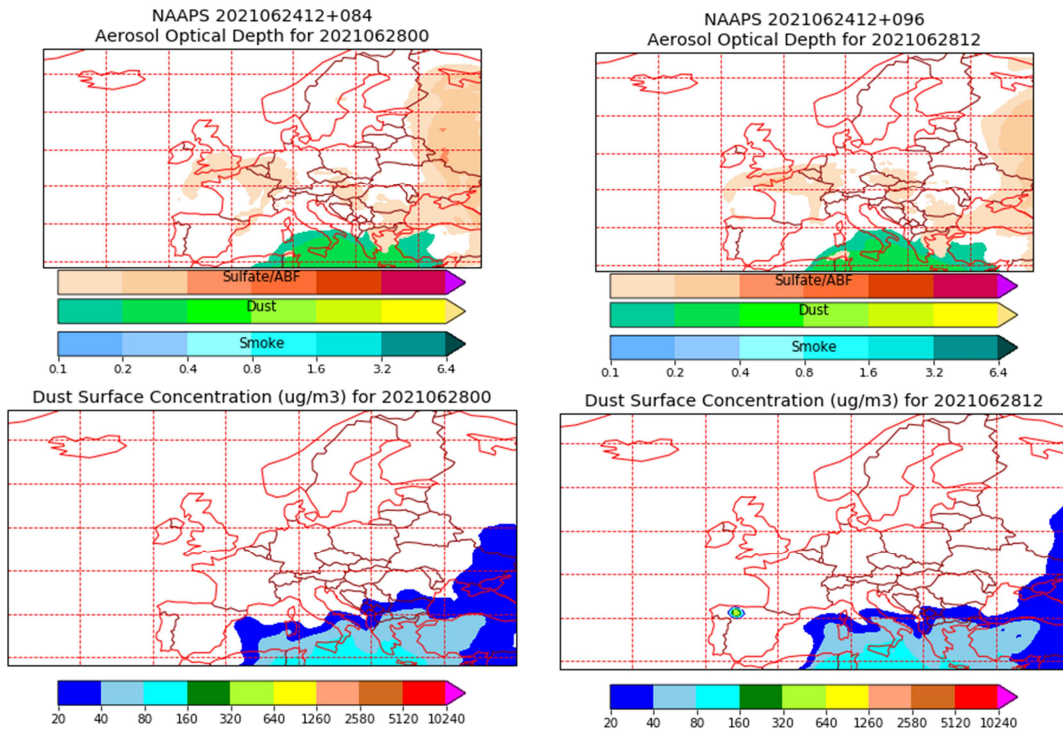 NAAPS 2021062412+084
Aerosol Optical Depth for 2021062800
Sulfate/ABF
Dust
Smoke
0.1 0.2 0.4 0.8 1.6 3.2 6.4
NAAPS 2021062412+096
Aerosol Optical Depth for 2021062812
Sulfate/ABF
Dust
Smoke
0.1 0.2 0.4 0.8 1.6 3.2 6.4
Dust Surface Concentration (ug/m3) for 2021062800
20 40 80 160 320 640 1260 2580 5120 10240
Dust Surface Concentration (ug/m3) for 2021062812
20 40 80 160 320 640 1260 2580 5120 10240